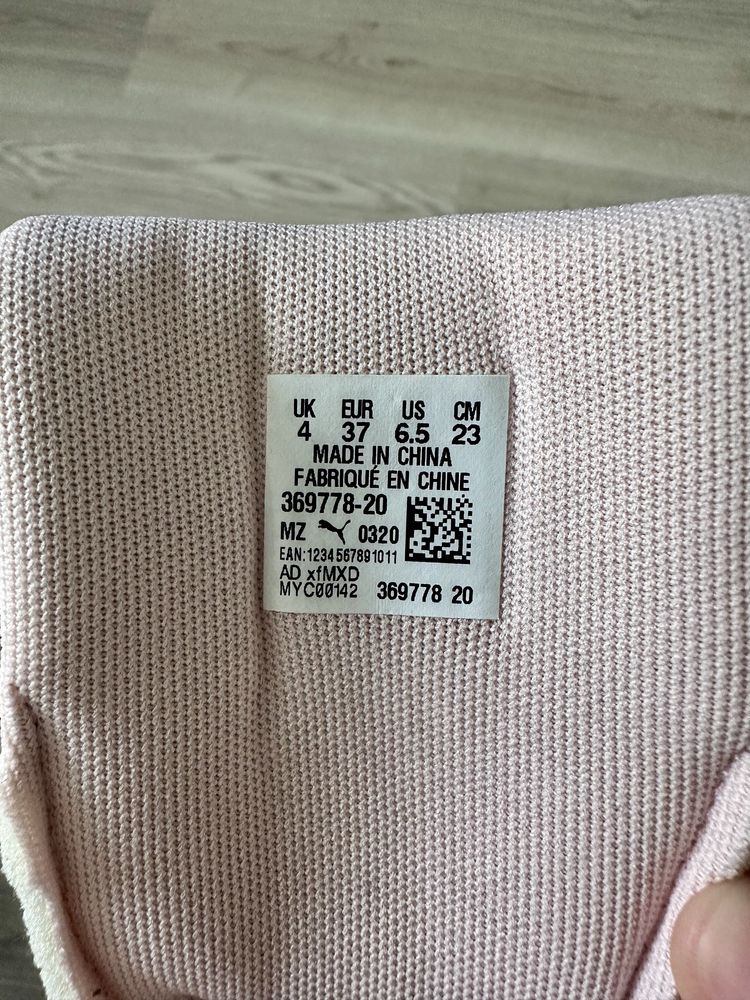 UK EUR US CM
4 37 6.5 23
MADE IN CHINA
FABRIQUÉ EN CHINE
369778-20
MZ 0320
EAN:1234567891011
AD xfMXD
MYC00142 369778 20